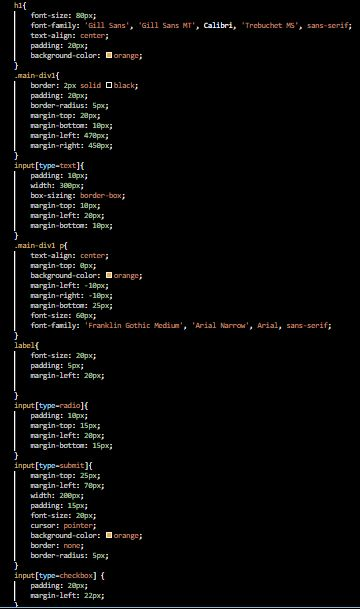 h1{
font-size: 80px;
font-family: 'Gill Sans', 'Gill Sans MT', Calibri, 'Trebuchet MS', sans-serif;
text-align: center;
padding: 20px;
background-color: orange;
}
.main-div1{
border: 2px solid black;
padding: 20px;
border-radius: 5px;
margin-top: 20px;
margin-bottom: 10px;
margin-left: 470px;
margin-right: 450px;
}
input[type=text]{
padding: 10px;
width: 300px;
box-sizing: border-box;
margin-top: 10px;
margin-left: 20px;
margin-bottom: 10px;
}
.main-div1 p{
text-align: center;
margin-top: 0px;
background-color: orange;
margin-left: -10px;
margin-right: -10px;
margin-bottom: 25px;
font-size: 60px;
font-family: 'Franklin Gothic Medium', 'Arial Narrow', Arial, sans-serif;
}
label{
font-size: 20px;
padding: 5px;
margin-left: 20px;
}
input[type=radio]{
padding: 10px;
margin-top: 15px;
margin-left: 20px;
margin-bottom: 15px;
}
input[type=submit]{
margin-top: 25px;
margin-left: 70px;
width: 200px;
padding: 15px;
font-size: 20px;
cursor: pointer;
background-color: orange;
border: none;
border-radius: 5px;
}
input[type=checkbox] {
padding: 20px;
margin-left: 22px;
}